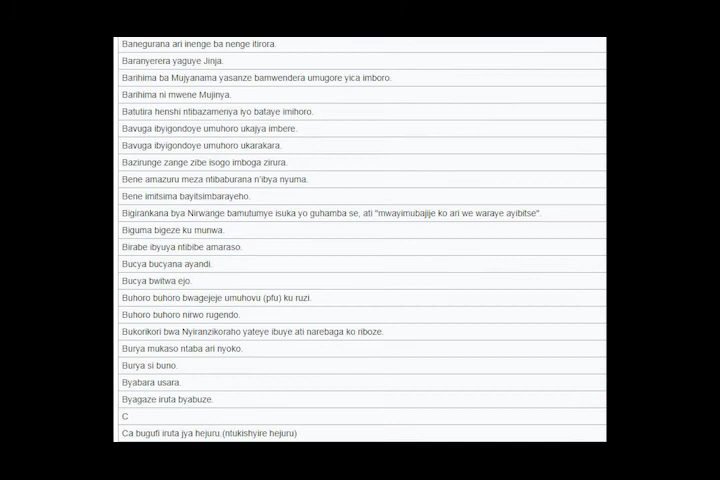 Banegurana ari inenge ba nenge itirora.
Baranyerera yaguye Jinja.
Barihima ba Mujyanama yasanze bamwendera umugore yica imboro.
Barihima ni mwene Mujinya.
Batutira henshi ntibazamenya iyo bataye imihoro.
Bavuga ibyigondoye umuhoro ukajya imbere.
Bavuga ibyigondoye umuhoro ukarakara.
Bazirunge zange zibe isogo imboga zirura.
Bene amazuru meza ntibaburana n'ibya nyuma.
Bene imitsima bayitsimbarayeho.
Bigirankana bya Nirwange bamutumye isuka yo guhamba se, ati "mwayimubajije ko ari we waraye ayibitse".
Biguma bigeze ku munwa.
Birabe ibyuya ntibibe amaraso.
Bucya bucyana ayandi.
Bucya bwitwa ejo.
Buhoro buhoro bwagejeje umuhovu (pfu) ku ruzi.
Buhoro buhoro nirwo rugendo.
Bukorikori bwa Nyiranzikoraho yateye ibuye ati narebaga ko riboze.
Burya mukaso ntaba ari nyoko.
Burya si buno.
Byabara usara.
Byagaze iruta byabuze.
C
Ca bugufi iruta jya hejuru.(ntukishyire hejuru)